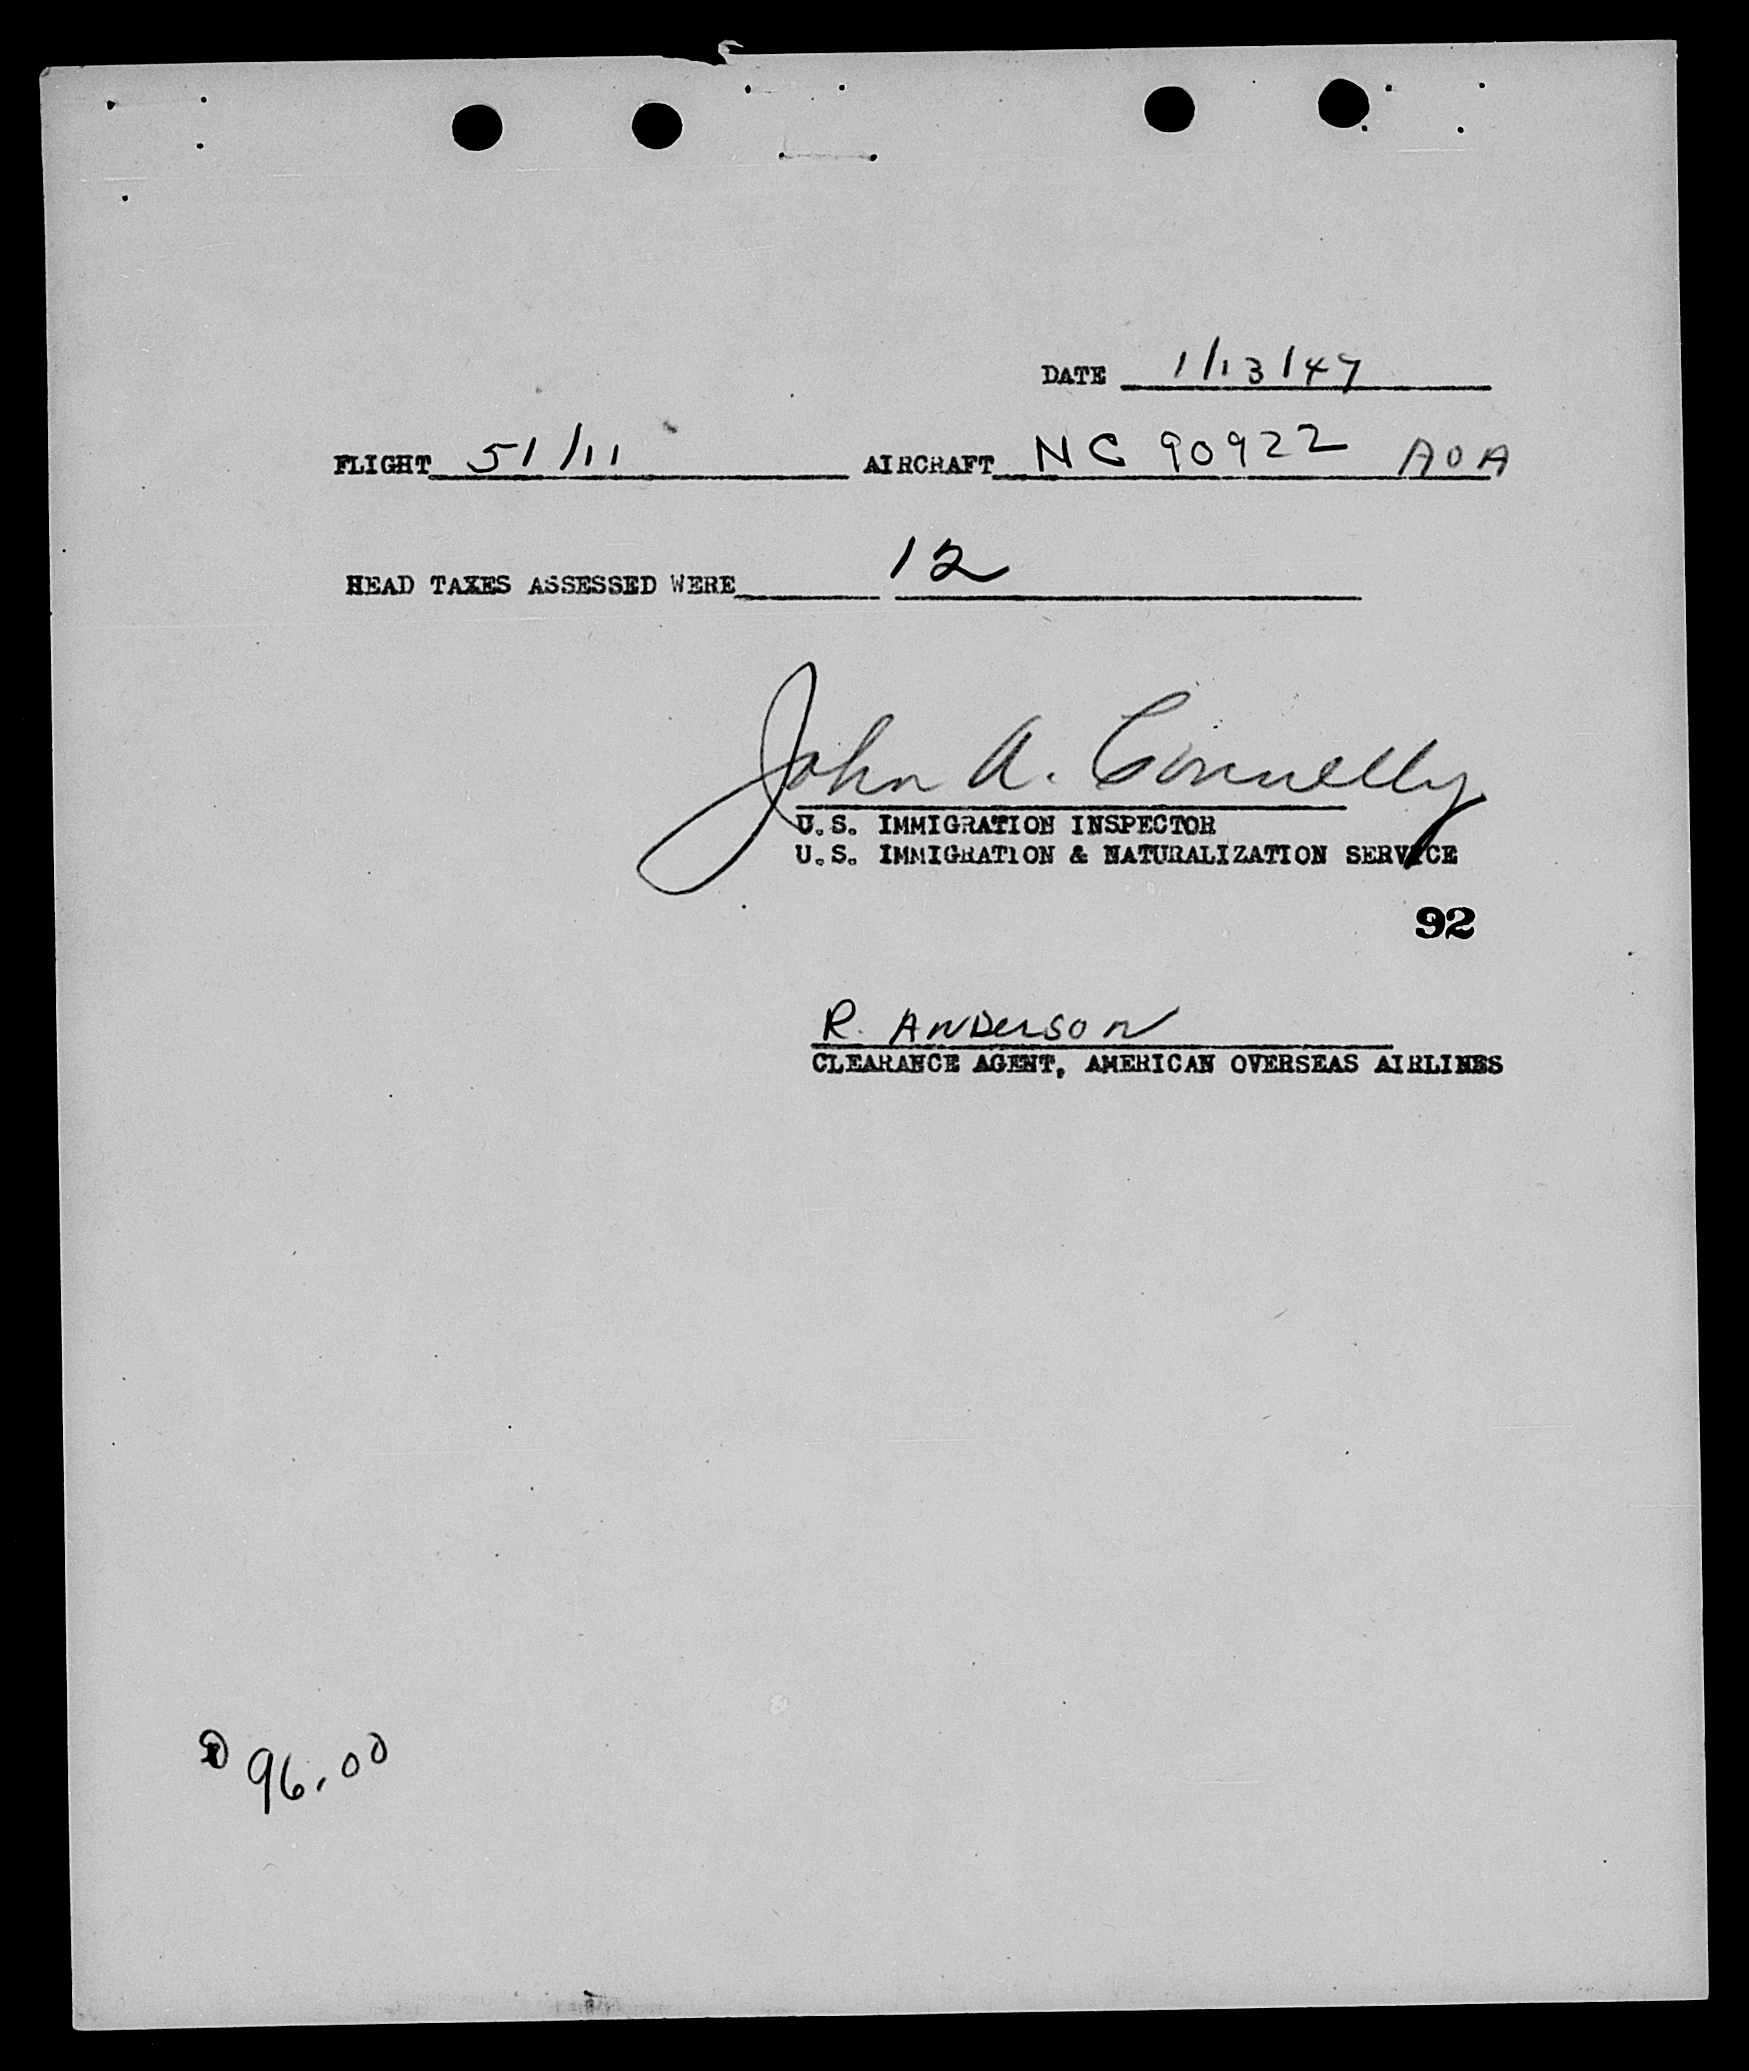 DATE 1/13/47
FLIGHT 51/11 AIRCRAFT NC 90922 AOA
HEAD TAXES ASSESSED WERE 12
John A. Connelly
U.S. IMMIGRATION INSPECTOR
U.S. IMMIGRATION & NATURALIZATION SERVICE
92
R. ANDERSON
CLEARANCE AGENT, AMERICAN OVERSEAS AIRLINES
96.00